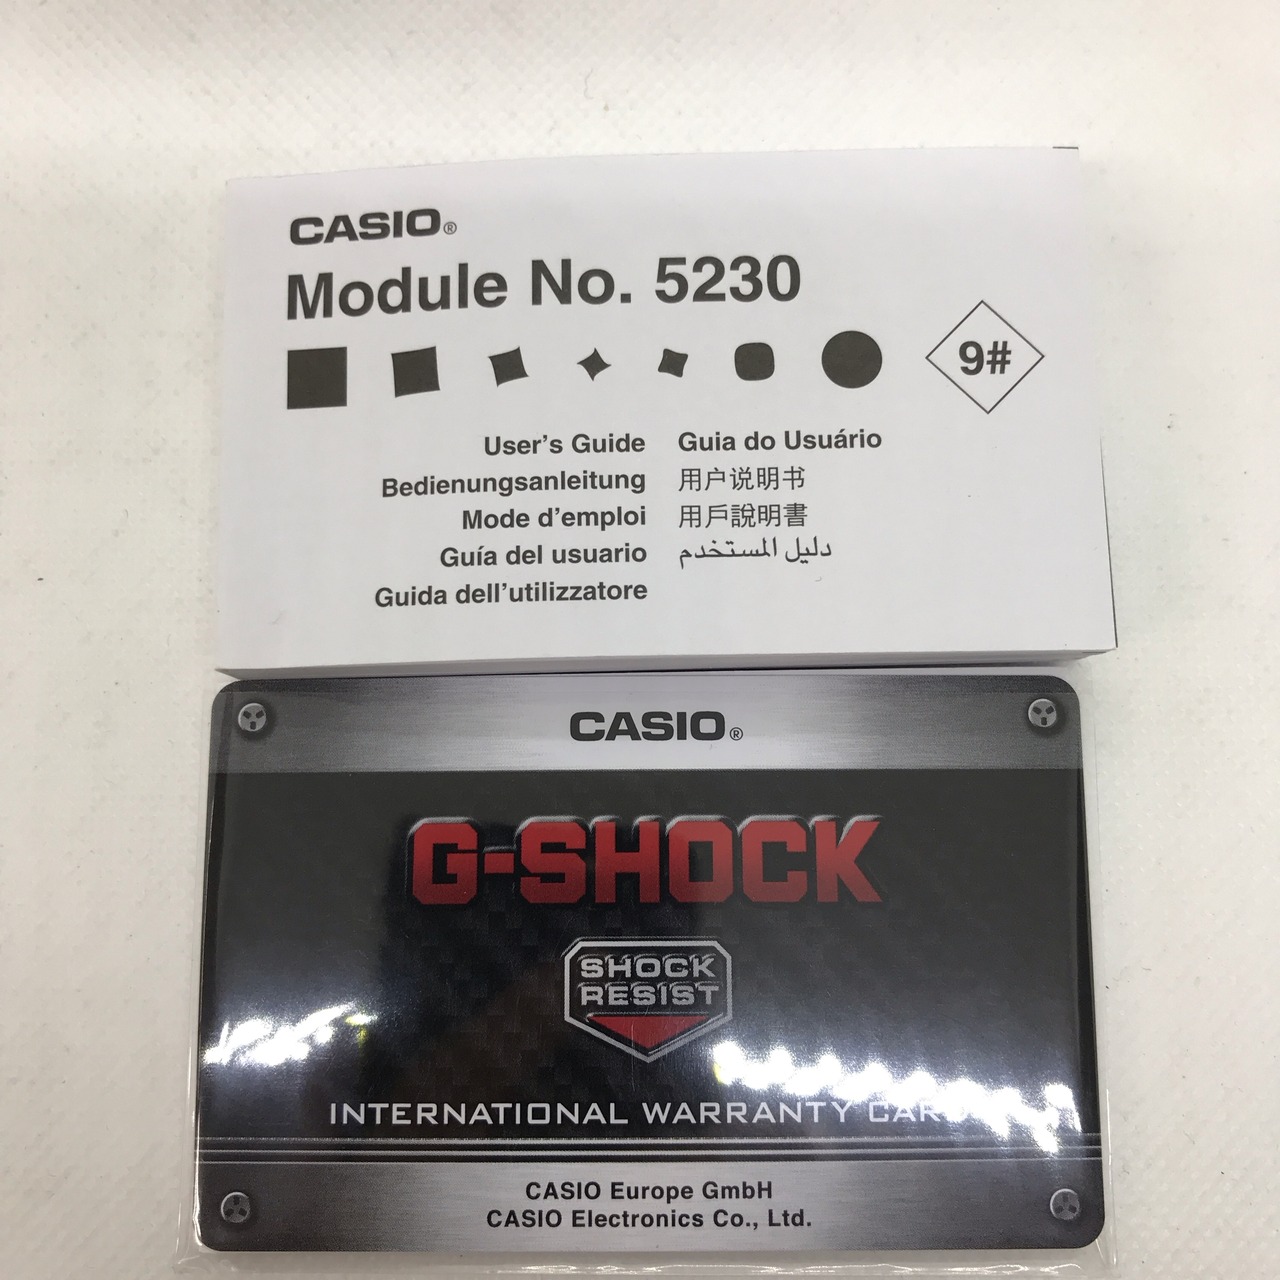 CASIO®
Module No. 5230
9#
User's Guide
Bedienungsanleitung
Mode d'emploi
Guía del usuario
Guida dell'utilizzatore
Guia do Usuário
用户说明书
用戶說明書
دليل المستخدم
CASIO®
G-SHOCK
SHOCK
RESIST
INTERNATIONAL WARRANTY CARD
CASIO Europe GmbH
CASIO Electronics Co., Ltd.